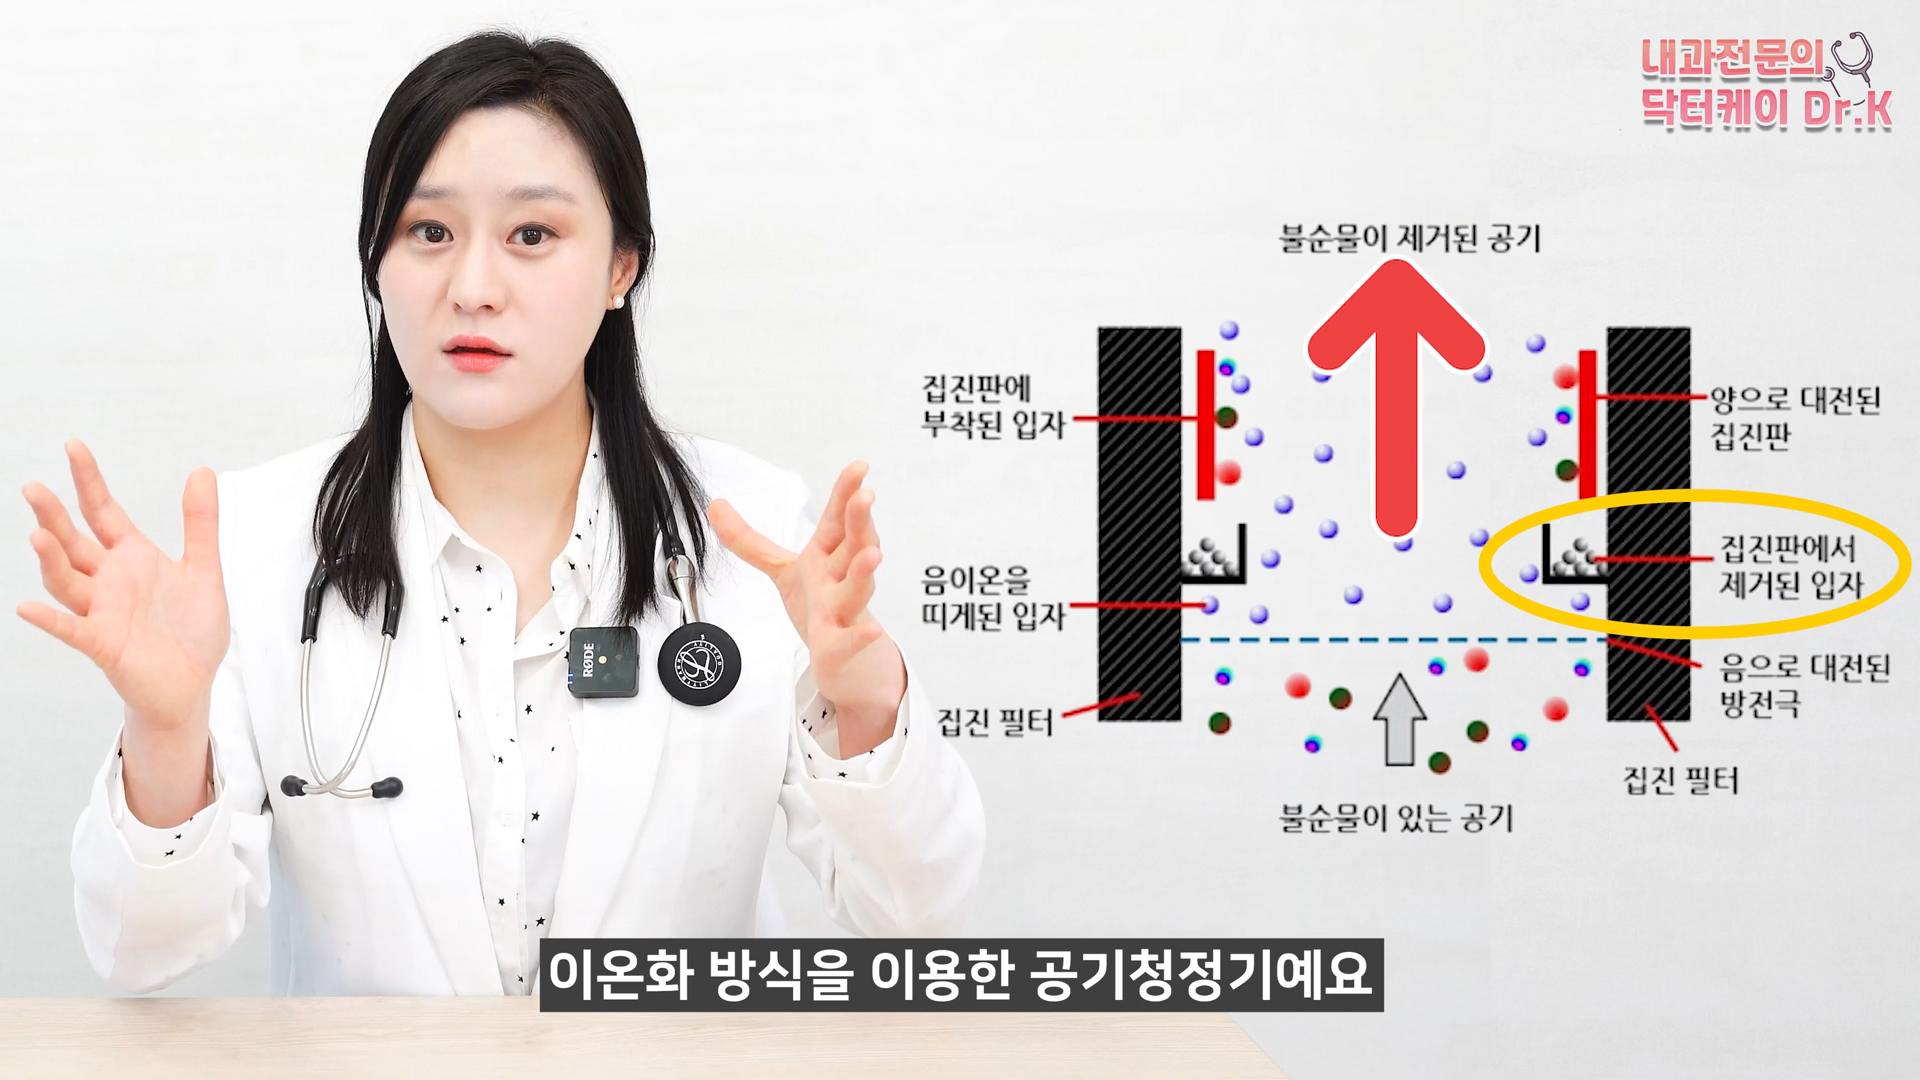 내과전문의
닥터케이 Dr.K
불순물이 제거된 공기
집진판에
부착된 입자
양으로 대전된
집진판
음이온을
띠게된 입자
집진판에서
제거된 입자
음으로 대전된
방전극
집진 필터
집진 필터
불순물이 있는 공기
RØDE
이온화 방식을 이용한 공기청정기예요